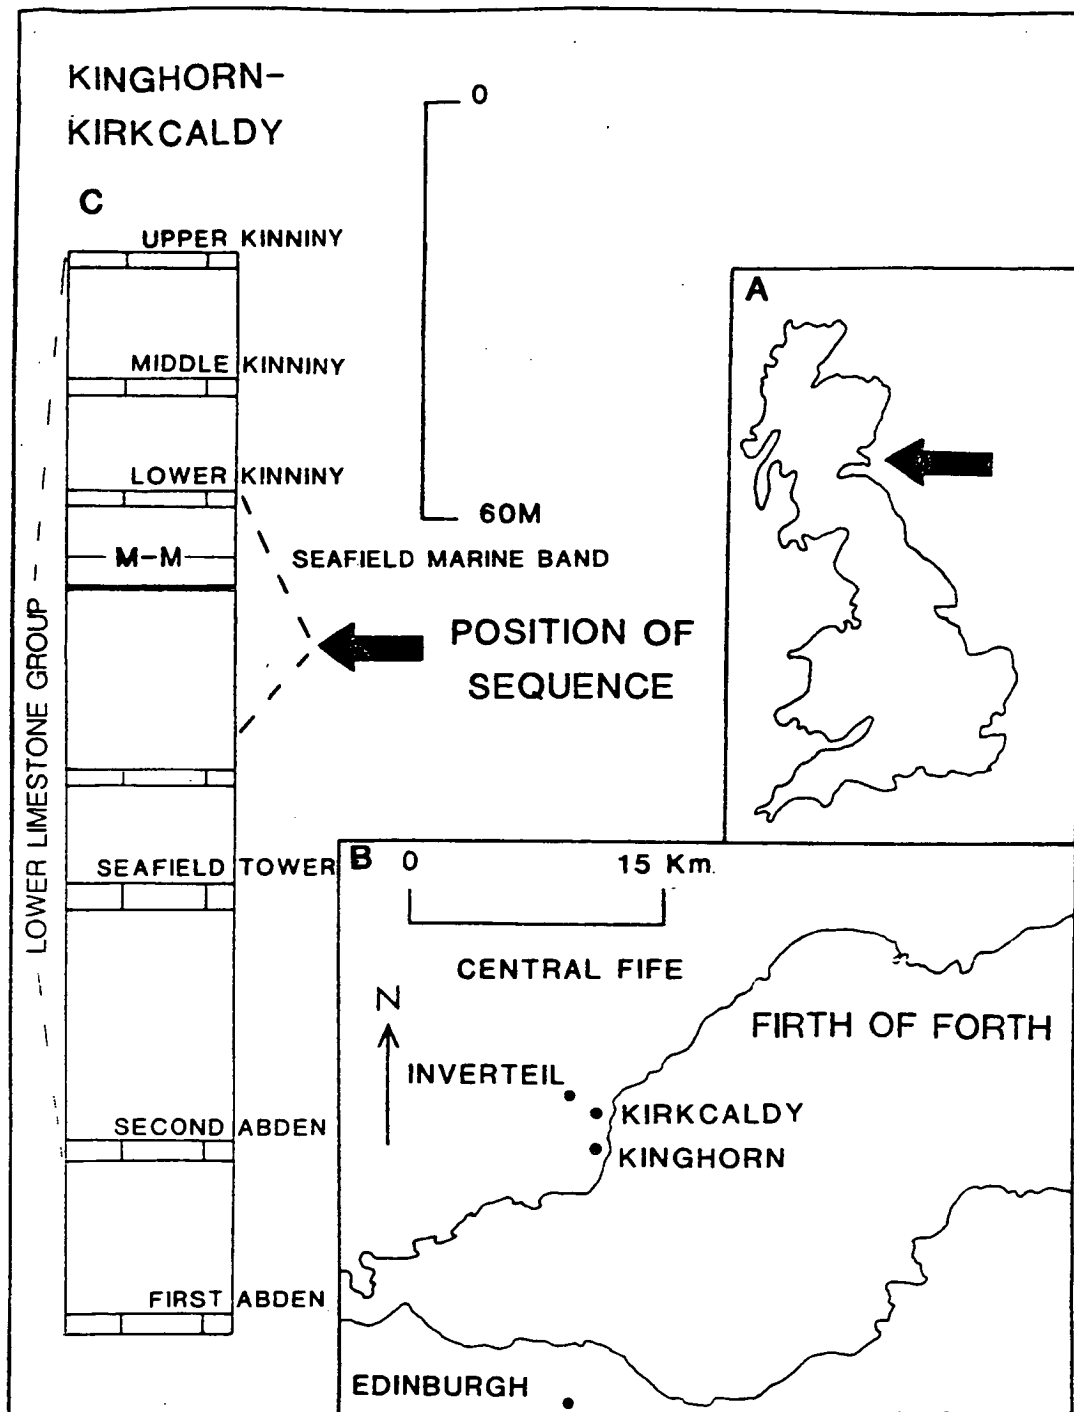 KINGHORN-
KIRKCALDY
C
0
60M
UPPER KINNINY
MIDDLE KINNINY
LOWER KINNINY
M-M
SEAFIELD MARINE BAND
POSITION OF
SEQUENCE
SEAFIELD TOWER
SECOND ABDEN
FIRST ABDEN
LOWER LIMESTONE GROUP
A
B
0 15 Km.
CENTRAL FIFE
N
FIRTH OF FORTH
INVERTEIL
KIRKCALDY
KINGHORN
EDINBURGH